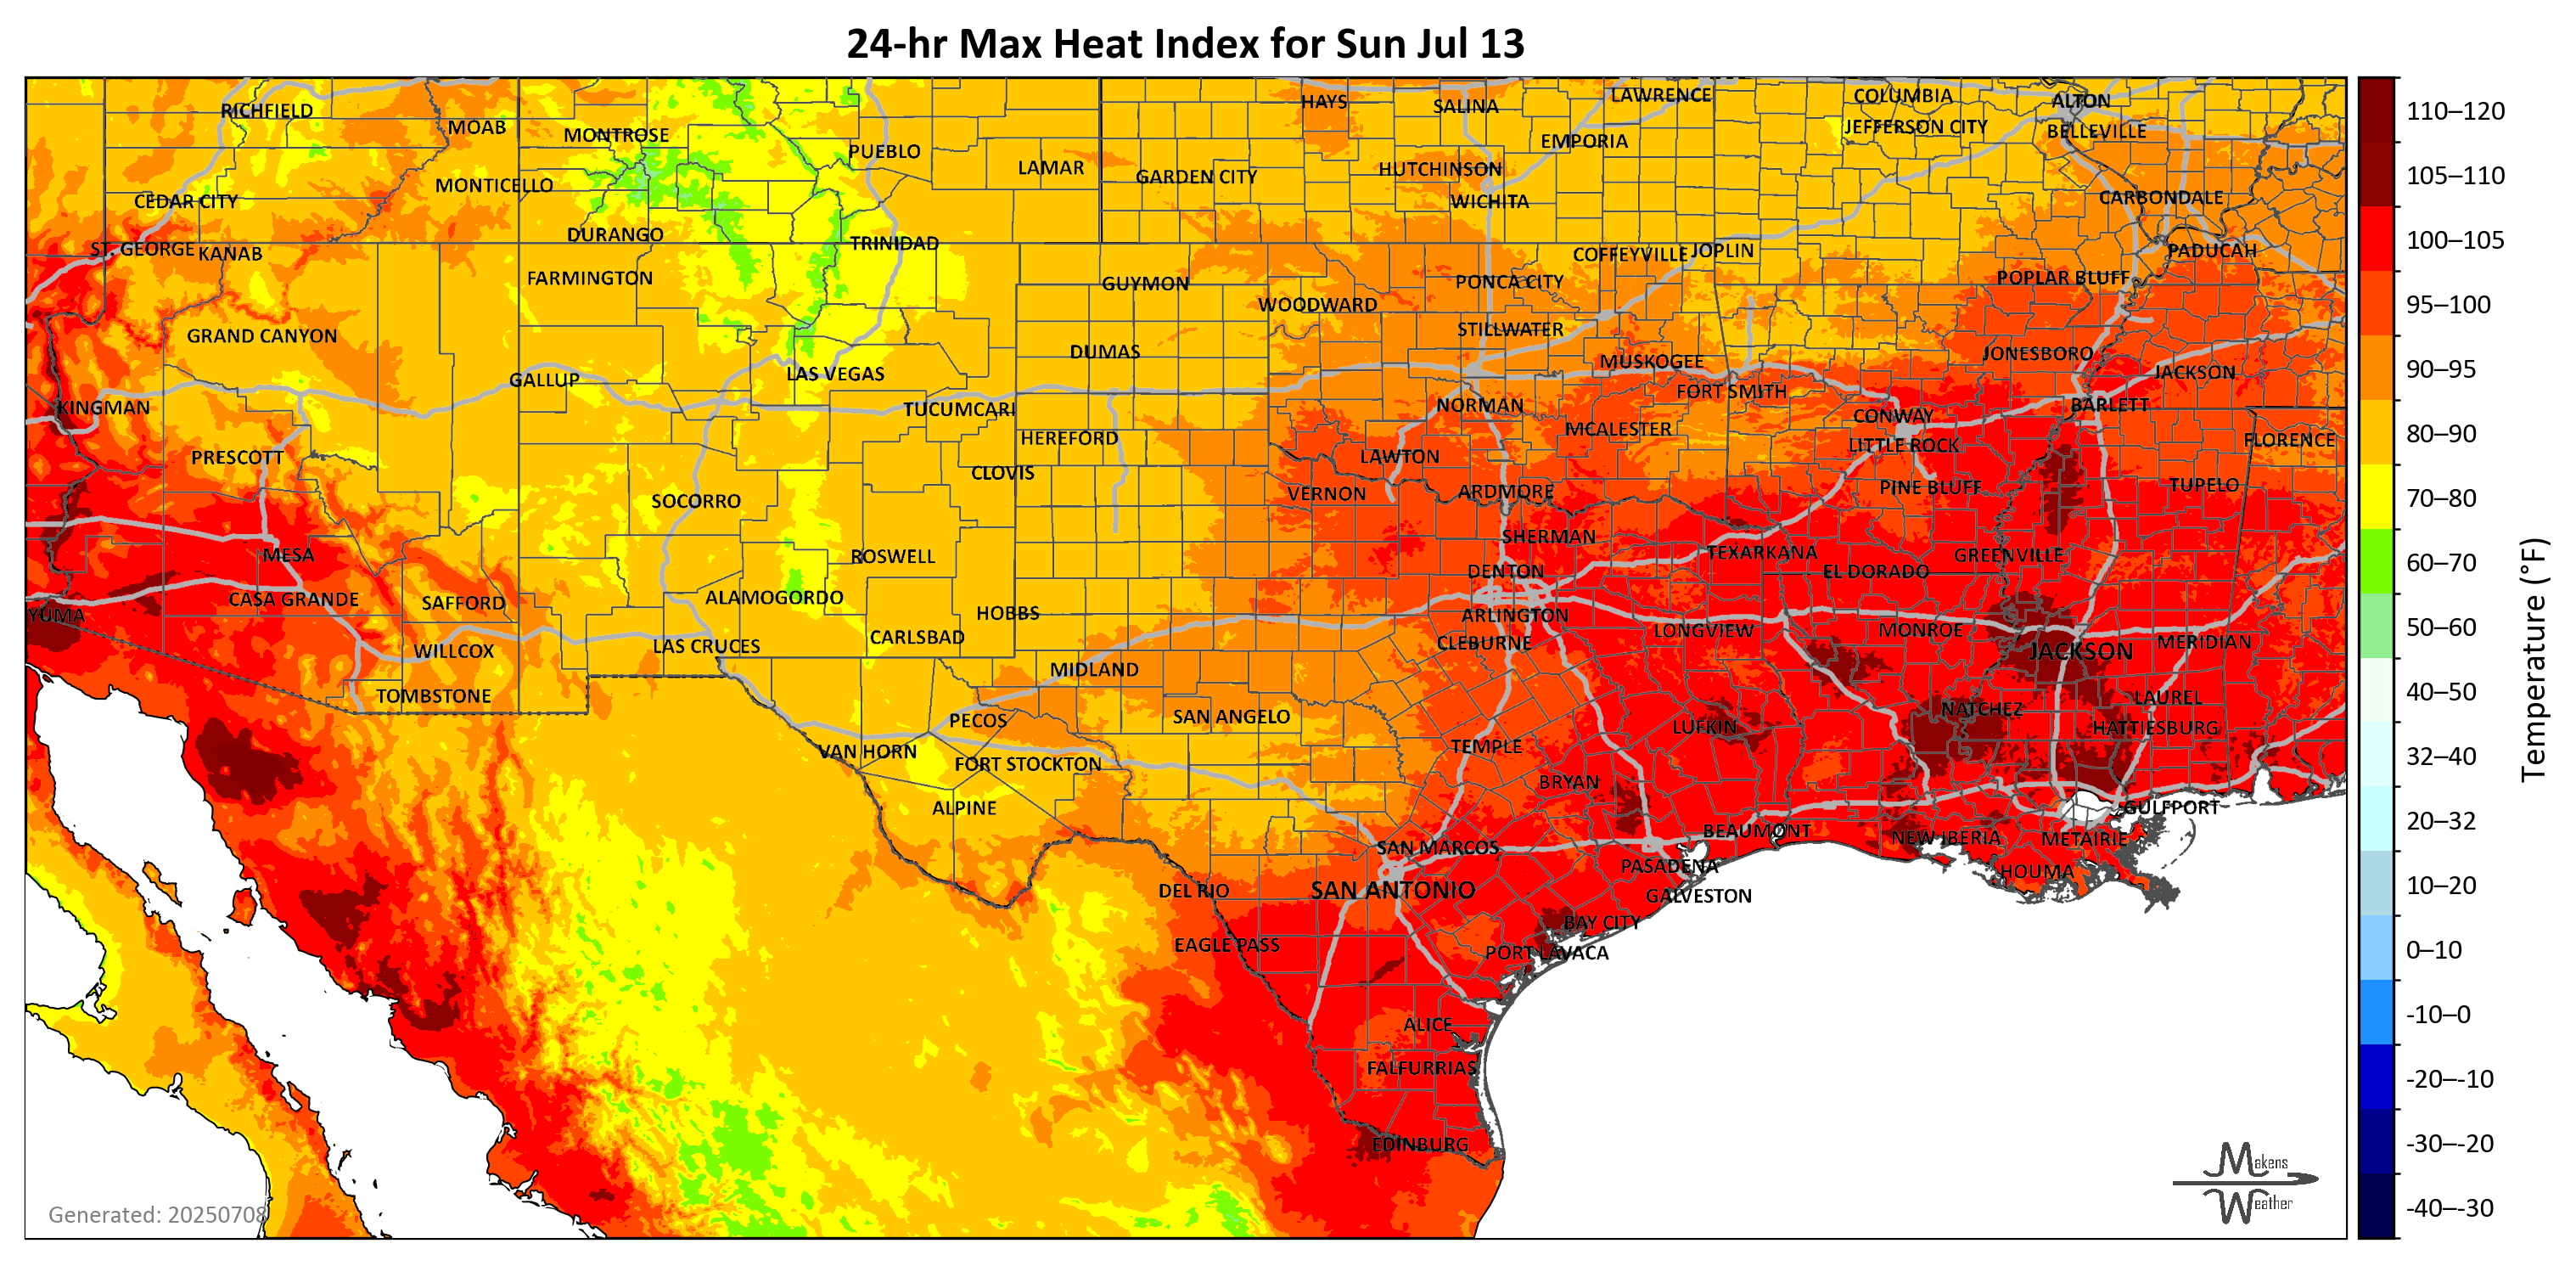 24-hr Max Heat Index for Sun Jul 13
RICHFIELD
MOAB
MONTROSE
PUEBLO
LAMAR
HAYS
SALINA
LAWRENCE
COLUMBIA
ALTON
JEFFERSON CITY
BELLEVILLE
EMPORIA
HUTCHINSON
GARDEN CITY
WICHITA
MONTICELLO
CEDAR CITY
CARBONDALE
DURANGO
TRINIDAD
ST. GEORGE
KANAB
COFFEYVILLE
JOPLIN
PADUCAH
FARMINGTON
GUYMON
PONCA CITY
POPLAR BLUFF
WOODWARD
GRAND CANYON
STILLWATER
DUMAS
MUSKOGEE
JONESBORO
GALLUP
LAS VEGAS
FORT SMITH
JACKSON
KINGMAN
TUCUMCARI
NORMAN
CONWAY
BARLETT
HEREFORD
MCALESTER
LITTLE ROCK
FLORENCE
PRESCOTT
CLOVIS
LAWTON
SOCORRO
VERNON
ARDMORE
PINE BLUFF
TUPELO
MESA
ROSWELL
SHERMAN
TEXARKANA
GREENVILLE
DENTON
EL DORADO
CASA GRANDE
SAFFORD
ALAMOGORDO
HOBBS
ARLINGTON
YUMA
CARLSBAD
CLEBURNE
LONGVIEW
MONROE
MERIDIAN
WILLCOX
LAS CRUCES
JACKSON
MIDLAND
TOMBSTONE
LAUREL
PECOS
SAN ANGELO
NATCHEZ
LUFKIN
HATTIESBURG
VAN HORN
FORT STOCKTON
TEMPLE
BRYAN
ALPINE
GULFPORT
SAN MARCOS
BEAUMONT
NEW IBERIA
METAIRIE
PASADENA
HOUMA
DEL RIO
SAN ANTONIO
GALVESTON
BAY CITY
EAGLE PASS
PORT LAVACA
ALICE
FALFURRIAS
EDINBURG
Generated: 20250708
Makens
Weather
110–120
105–110
100–105
95–100
90–95
80–90
70–80
60–70
50–60
40–50
32–40
20–32
10–20
0–10
-10–0
-20–-10
-30–-20
-40–-30
Temperature (°F)